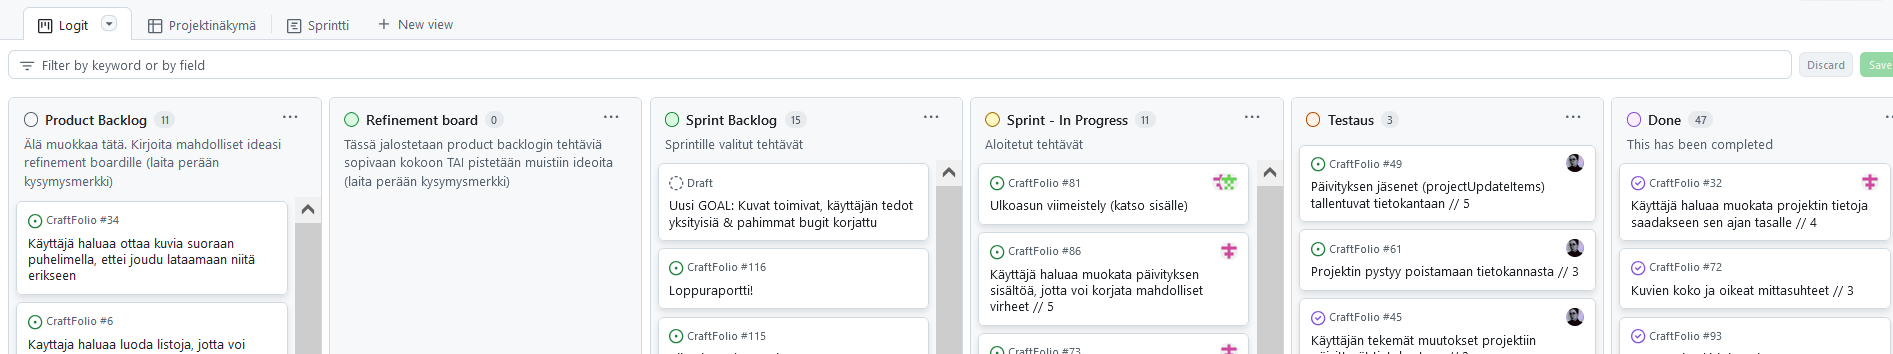 Logit
Projektinäkymä
Sprintti
New view
Filter by keyword or by field
Discard
Save
Product Backlog 11
Älä muokkaa tätä. Kirjoita mahdolliset ideasi
refinement boardille (laita perään
kysymysmerkki)
CraftFolio #34
Käyttäjä haluaa ottaa kuvia suoraan
puhelimella, ettei joudu lataamaan niitä
erikseen
CraftFolio #6
Kayttaja haluaa luoda listoja, jotta voi
Refinement board 0
Tässä jalostetaan product backlogin tehtäviä
sopivaan kokoon TAI pistetään muistiin ideoita
(laita perään kysymysmerkki)
Sprint Backlog 15
Sprintille valitut tehtävät
Draft
Uusi GOAL: Kuvat toimivat, käyttäjän tedot
yksityisiä & pahimmat bugit korjattu
CraftFolio #116
Loppuraportti!
CraftFolio #115
Sprint - In Progress 11
Aloitetut tehtävät
CraftFolio #81
Ulkoasun viimeistely (katso sisälle)
CraftFolio #86
Käyttäjä haluaa muokata päivityksen
sisältöä, jotta voi korjata mahdolliset
virheet // 5
CraftFolio #73
Testaus 3
CraftFolio #49
Päivityksen jäsenet (projectUpdateItems)
tallentuvat tietokantaan // 5
CraftFolio #61
Projektin pystyy poistamaan tietokannasta // 3
CraftFolio #45
Käyttäjän tekemät muutokset projektiin
Done 47
This has been completed
CraftFolio #32
Käyttäjä haluaa muokata projektin tietoja
saadakseen sen ajan tasalle // 4
CraftFolio #72
Kuvien koko ja oikeat mittasuhteet // 3
CraftFolio #93